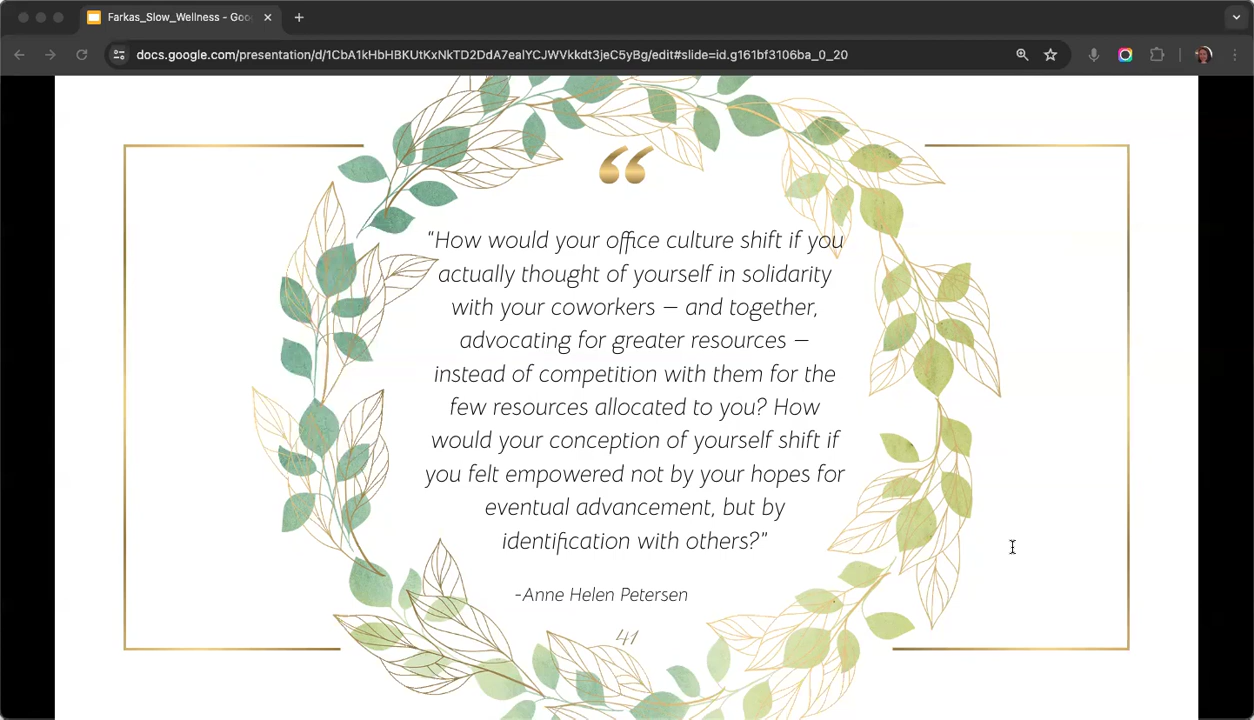 Farkas_Slow_Wellness - Goo
docs.google.com/presentation/d/1CbA1kHbHBKUtKxNkTD2DdA7ealYCJWVkkdt3jeC5yBg/edit#slide=id.g161bf3106ba_0_20
“
“How would your office culture shift if you
actually thought of yourself in solidarity
with your coworkers – and together,
advocating for greater resources –
instead of competition with them for the
few resources allocated to you? How
would your conception of yourself shift if
you felt empowered not by your hopes for
eventual advancement, but by
identification with others?”
-Anne Helen Petersen
41